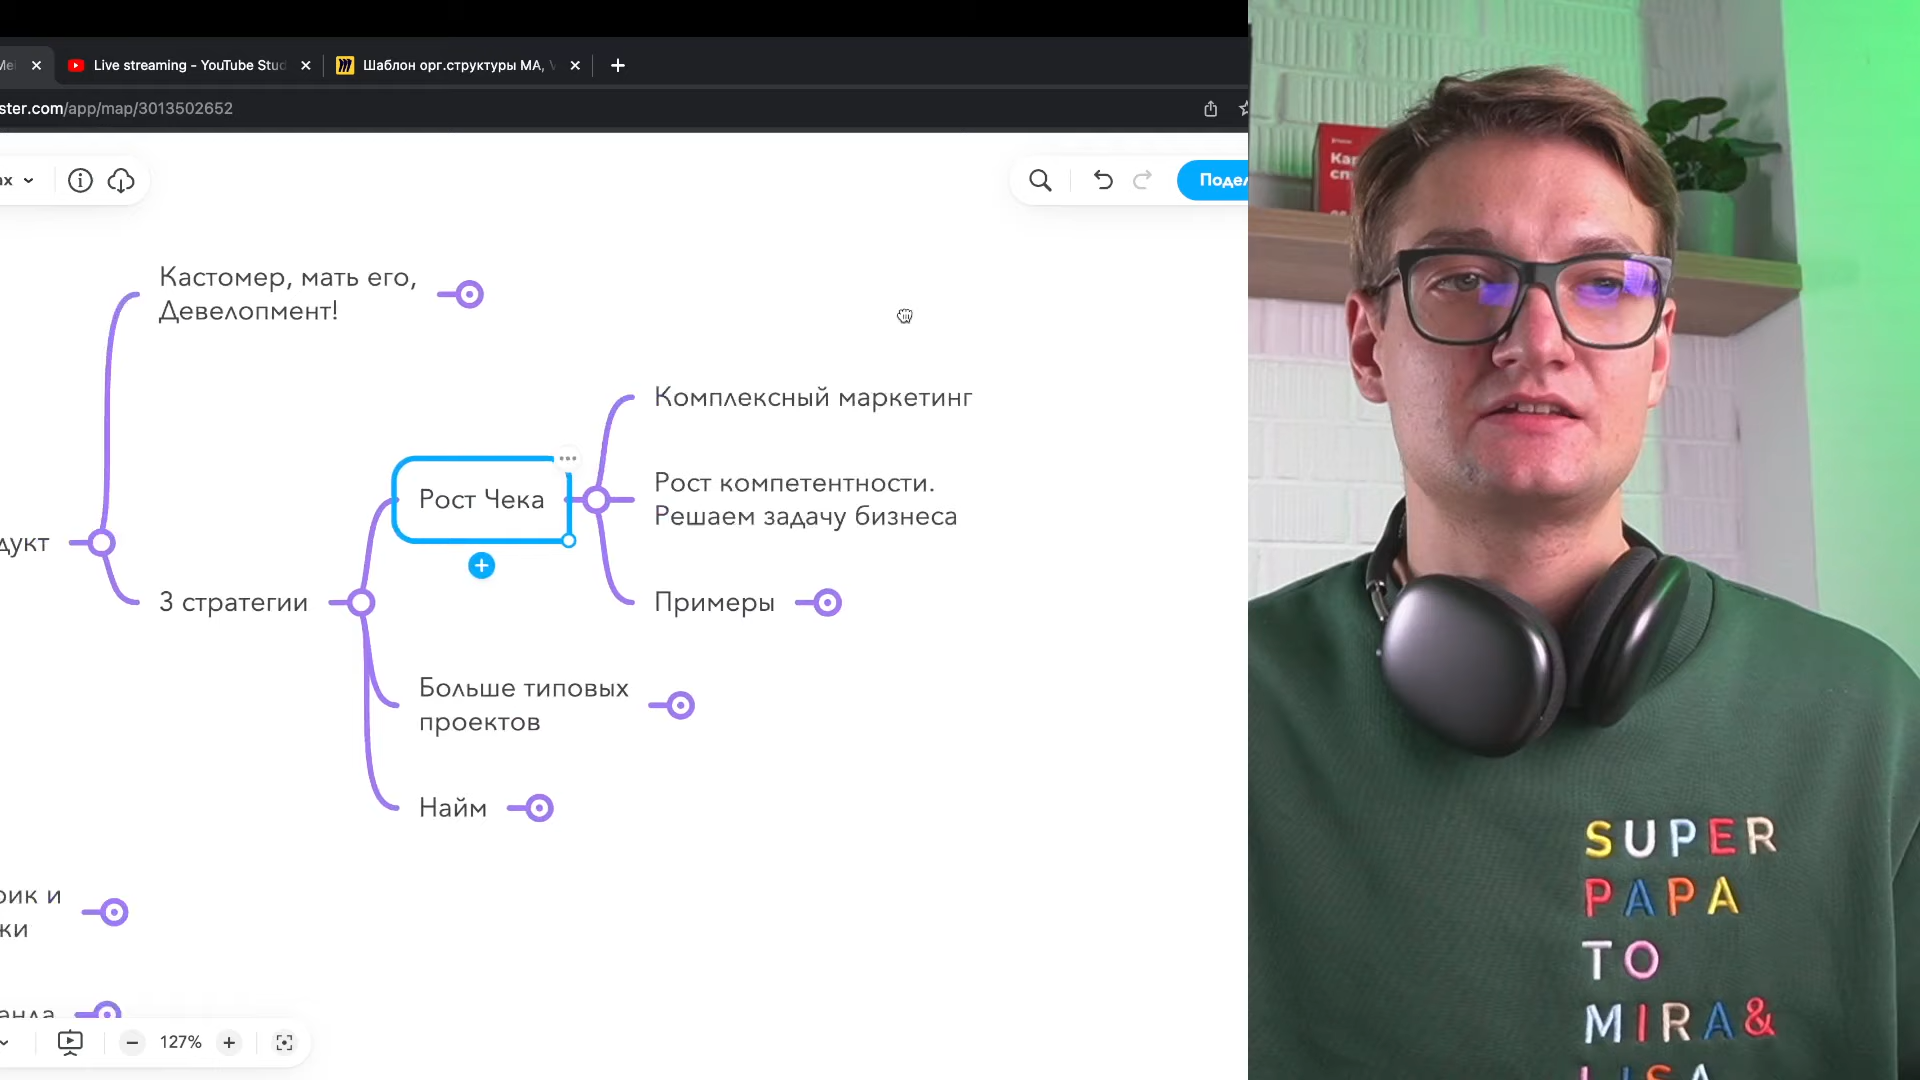 Live streaming - YouTube Stud
Шаблон орг.структуры МА, V
ster.com/app/map/3013502652
Кастомер, мать его,
Девелопмент!
Комплексный маркетинг
Рост Чека
Рост компетентности.
Решаем задачу бизнеса
Примеры
3 стратегии
Больше типовых
проектов
Найм
127%
SUPER
PAPA
TO
MIRA&
LISA